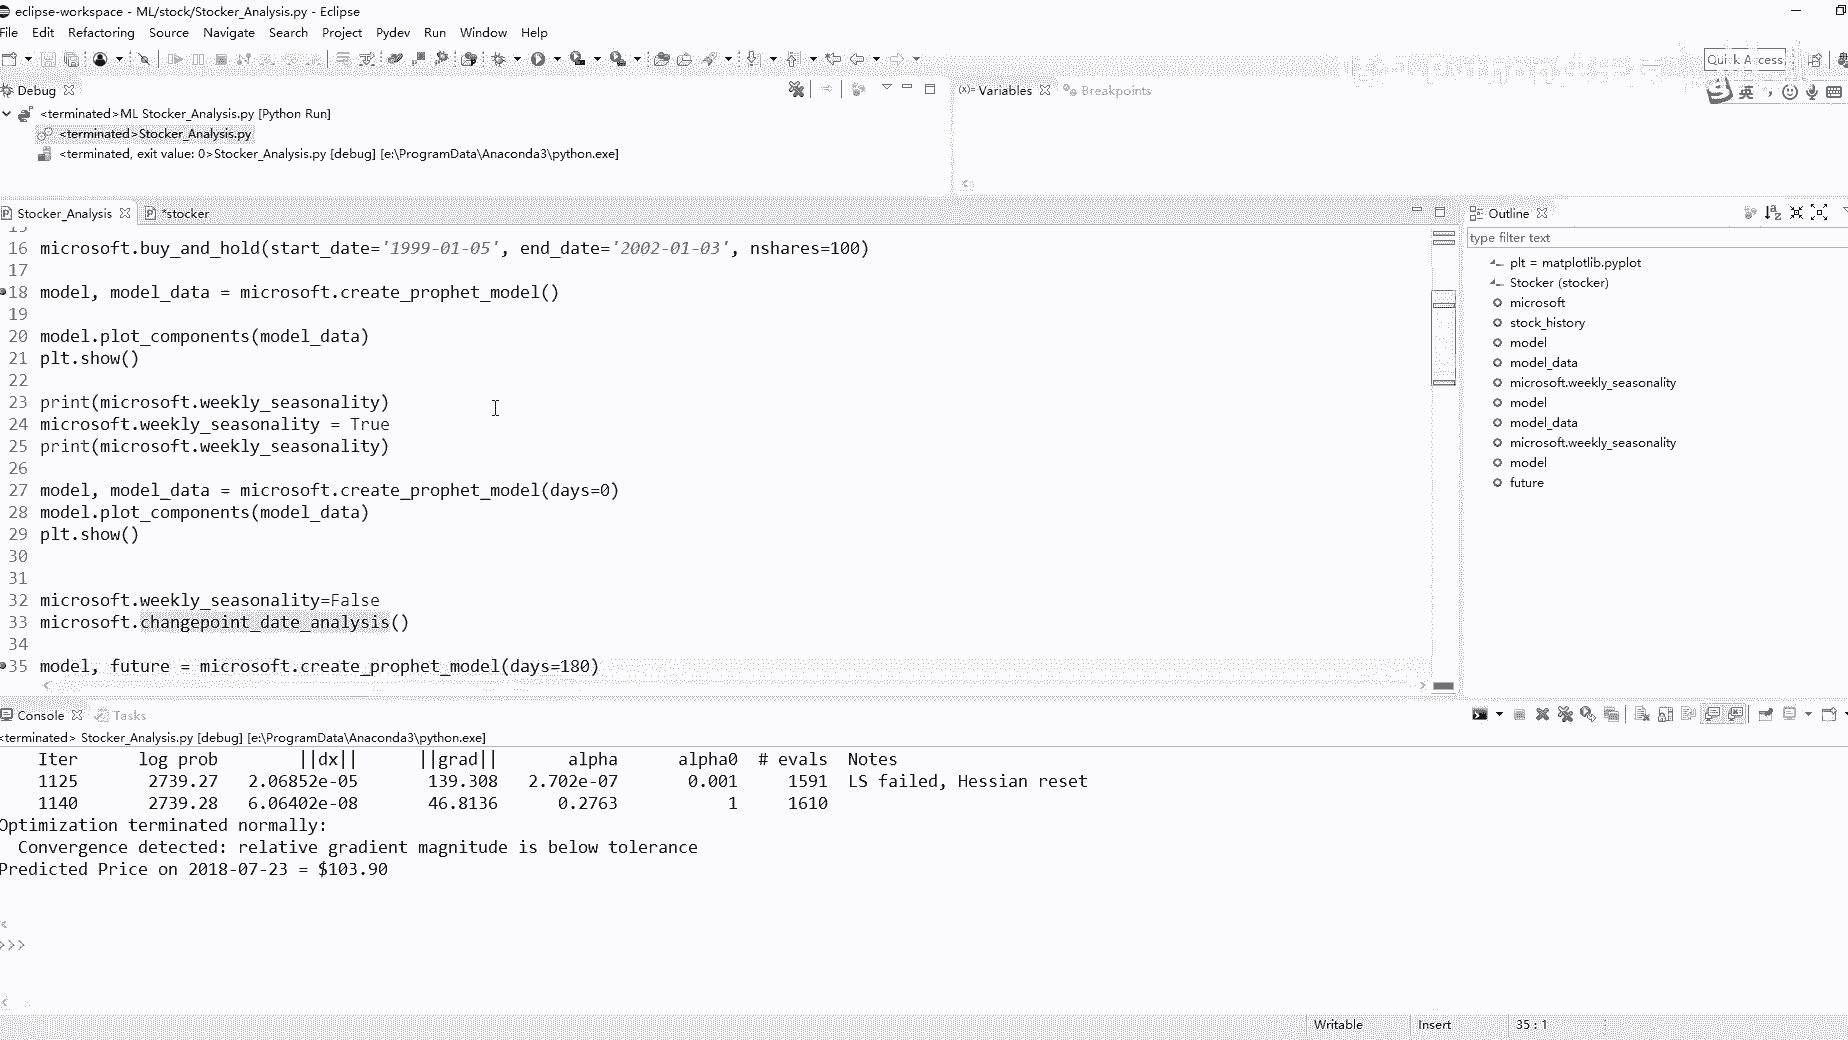 eclipse-workspace - ML/stock/Stocker_Analysis.py - Eclipse
File Edit Refactoring Source Navigate Search Project Pydev Run Window Help
Quick Access
Debug
(x)= Variables Breakpoints
英
<terminated>ML Stocker_Analysis.py [Python Run]
<terminated>Stocker_Analysis.py
<terminated, exit value: 0>Stocker_Analysis.py [debug] [e:\ProgramData\Anaconda3\python.exe]
Stocker_Analysis *stocker
Outline
type filter text
plt = matplotlib.pyplot
Stocker (stocker)
microsoft
stock_history
model
model_data
microsoft.weekly_seasonality
model
model_data
microsoft.weekly_seasonality
model
future
15
16 microsoft.buy_and_hold(start_date='1999-01-05', end_date='2002-01-03', nshares=100)
17
18 model, model_data = microsoft.create_prophet_model()
19
20 model.plot_components(model_data)
21 plt.show()
22
23 print(microsoft.weekly_seasonality)
24 microsoft.weekly_seasonality = True
25 print(microsoft.weekly_seasonality)
26
27 model, model_data = microsoft.create_prophet_model(days=0)
28 model.plot_components(model_data)
29 plt.show()
30
31
32 microsoft.weekly_seasonality=False
33 microsoft.changepoint_date_analysis()
34
35 model, future = microsoft.create_prophet_model(days=180)
Console Tasks
<terminated> Stocker_Analysis.py [debug] [e:\ProgramData\Anaconda3\python.exe]
Iter log prob ||dx|| ||grad|| alpha alpha0 # evals Notes
1125 2739.27 2.06852e-05 139.308 2.702e-07 0.001 1591 LS failed, Hessian reset
1140 2739.28 6.06402e-08 46.8136 0.2763 1 1610
Optimization terminated normally:
Convergence detected: relative gradient magnitude is below tolerance
Predicted Price on 2018-07-23 = $103.90
>>>
Writable Insert 35 : 1